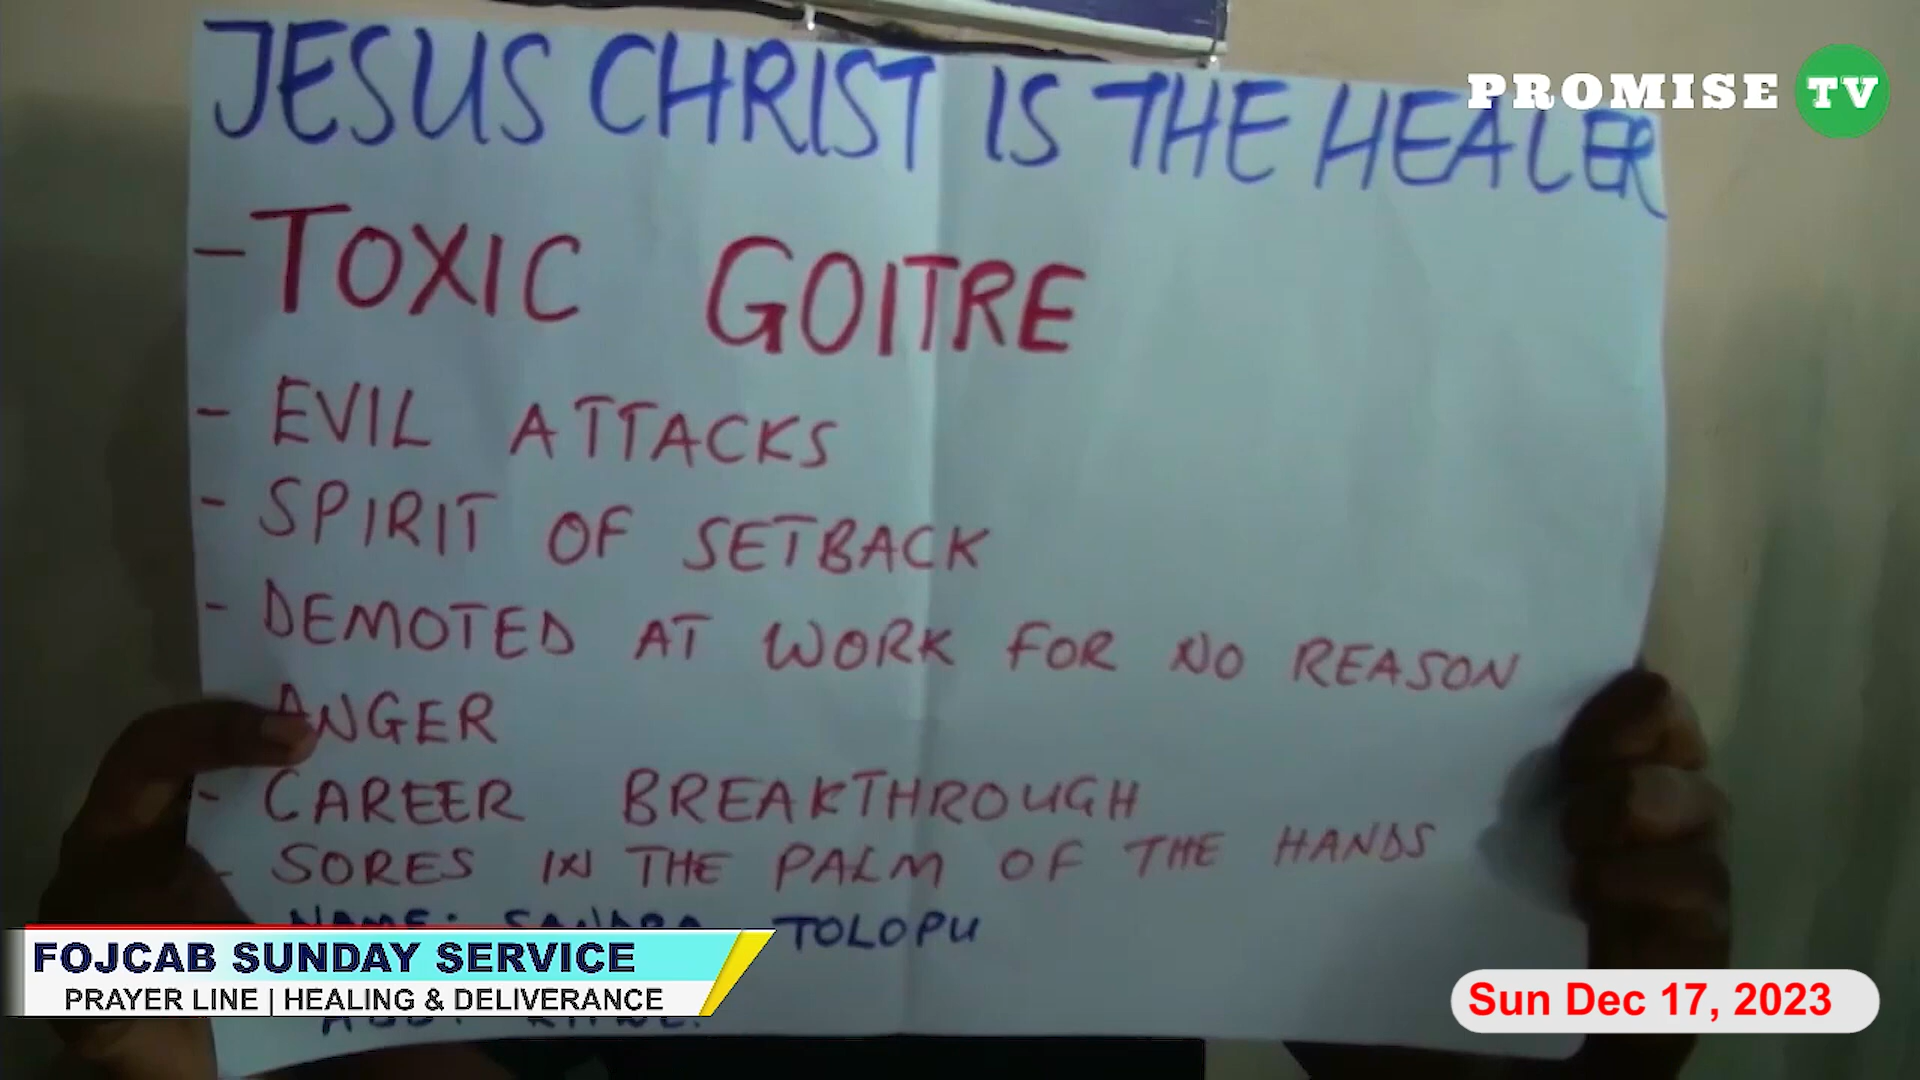 JESUS CHRIST IS THE HEALER
PROMISE TV
- TOXIC GOITRE
- EVIL ATTACKS
- SPIRIT OF SETBACK
- DEMOTED AT WORK FOR NO REASON
ANGER
- CAREER BREAKTHROUGH
- SORES IN THE PALM OF THE HANDS
NAME: SANDRA TOLOPU
FOJCAB SUNDAY SERVICE
PRAYER LINE | HEALING & DELIVERANCE
Sun Dec 17, 2023